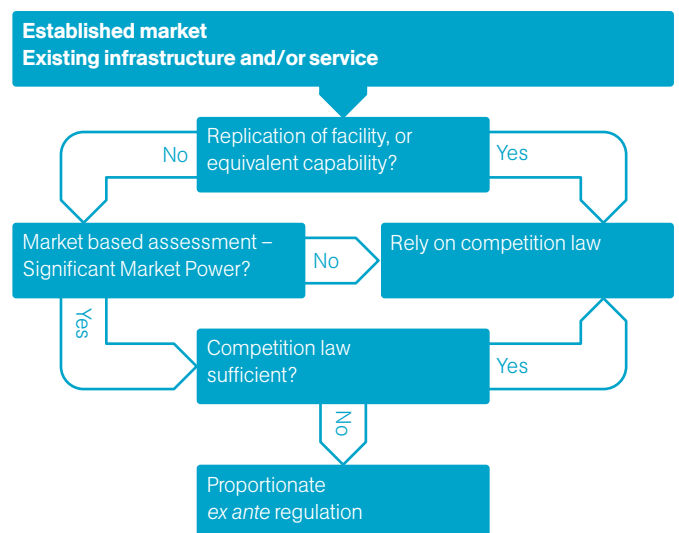 Established market
Existing infrastructure and/or service
Replication of facility, or
equivalent capability?
No
Yes
Market based assessment –
Significant Market Power?
No
Rely on competition law
Yes
Competition law
sufficient?
Yes
No
Proportionate
ex ante regulation